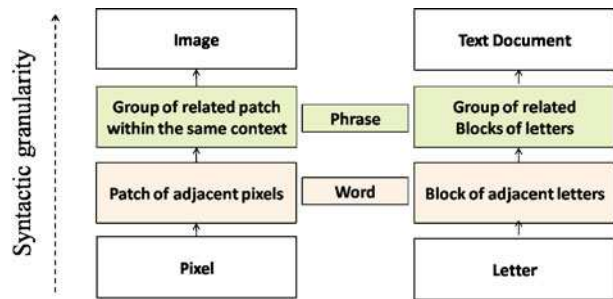 Syntactic granularity
Image
Text Document
Group of related patch
within the same context
Phrase
Group of related
Blocks of letters
Patch of adjacent pixels
Word
Block of adjacent letters
Pixel
Letter